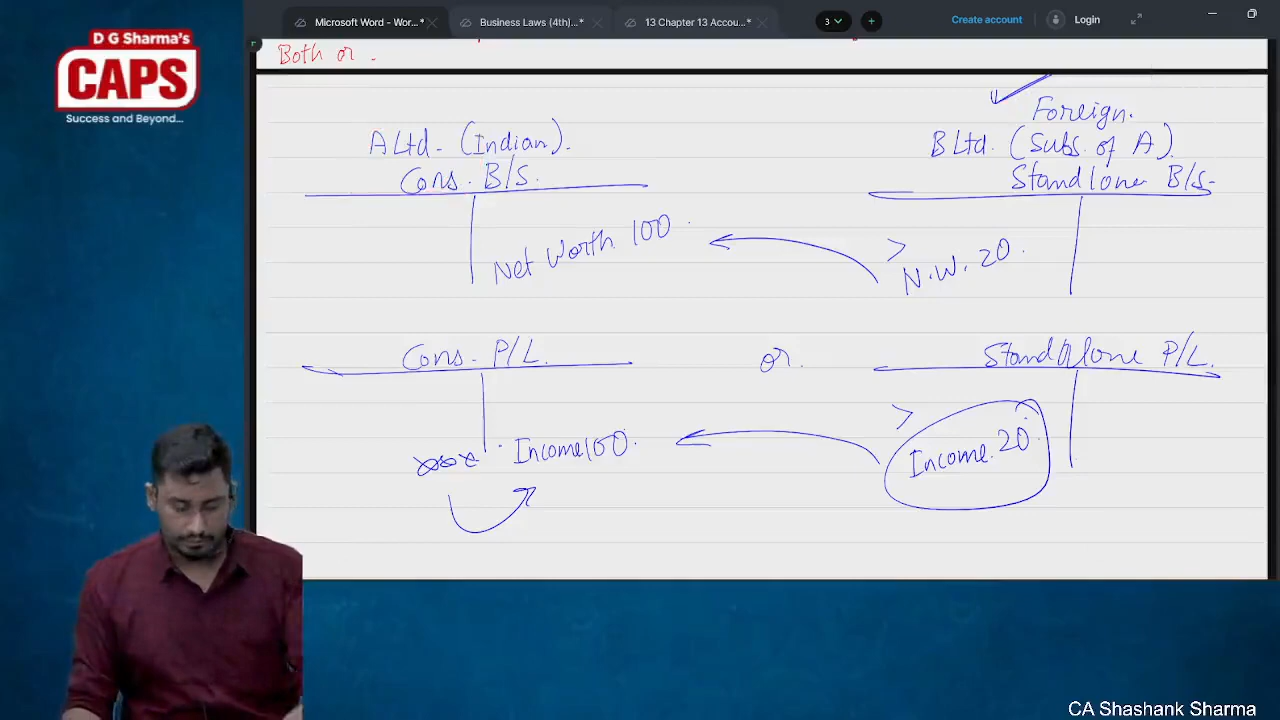 Microsoft Word - Wor...*
Business Laws (4th)...*
13 Chapter 13 Accou...*
3
Create account
Login
D G Sharma's
CAPS
Success and Beyond...
Both or
Foreign.
A Ltd. (Indian).
B Ltd. (Subs. of A).
Cons. B/S.
Standlone B/S.
Net Worth 100
>
N.W. 20.
Cons. P/L.
or.
Standalone P/L.
>
Income 100.
Income. 20.
CA Shashank Sharma